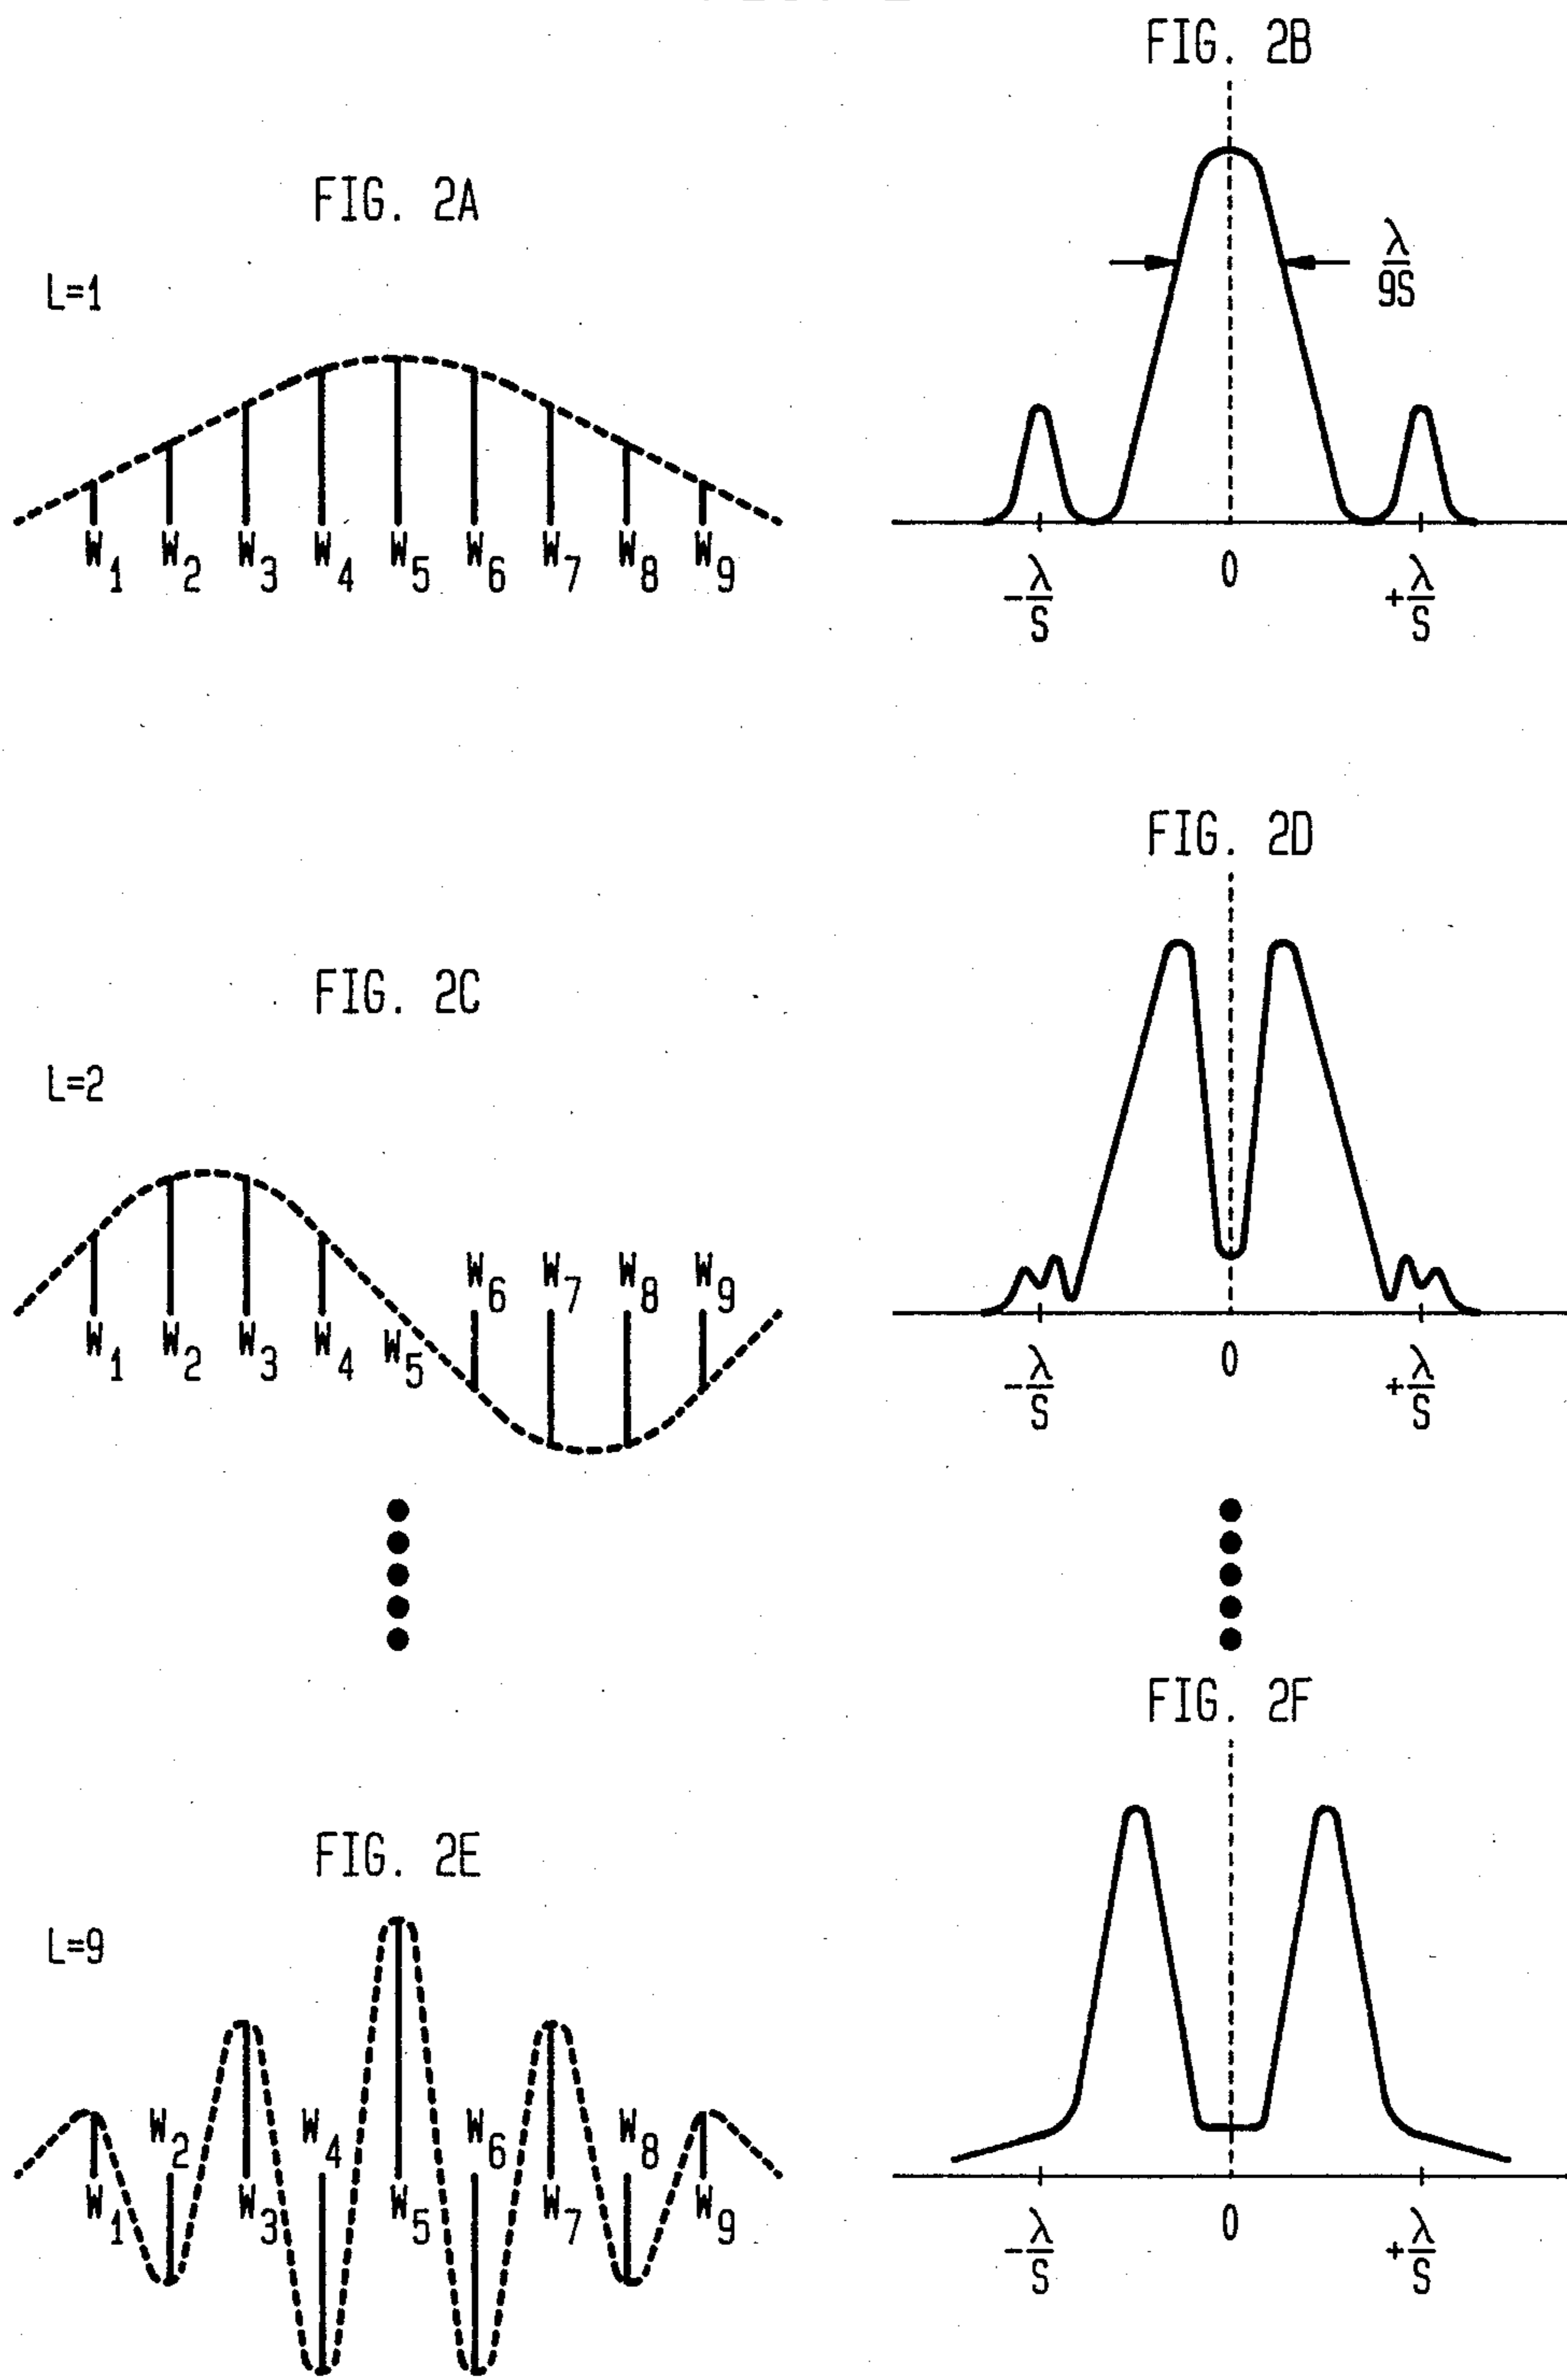 FIG. 2B
FIG. 2A
L=1
λ/9S
W1 W2 W3 W4 W5 W6 W7 W8 W9
-λ/S 0 +λ/S
FIG. 2D
FIG. 2C
L=2
W6 W7 W8 W9
W1 W2 W3 W4 W5
-λ/S 0 +λ/S
FIG. 2F
FIG. 2E
L=9
W2 W4 W6 W8
W1 W3 W5 W7 W9
-λ/S 0 +λ/S